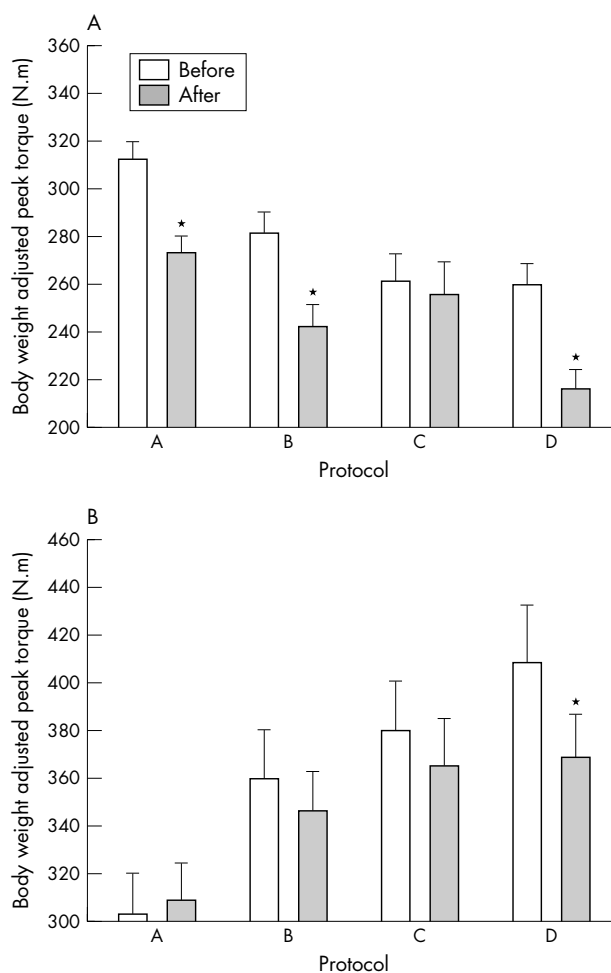 A
Body weight adjusted peak torque (N.m)
360
340
320
300
280
260
240
220
200
Before
After
★
★
★
A
B
C
D
Protocol
B
Body weight adjusted peak torque (N.m)
460
440
420
400
380
360
340
320
300
★
A
B
C
D
Protocol